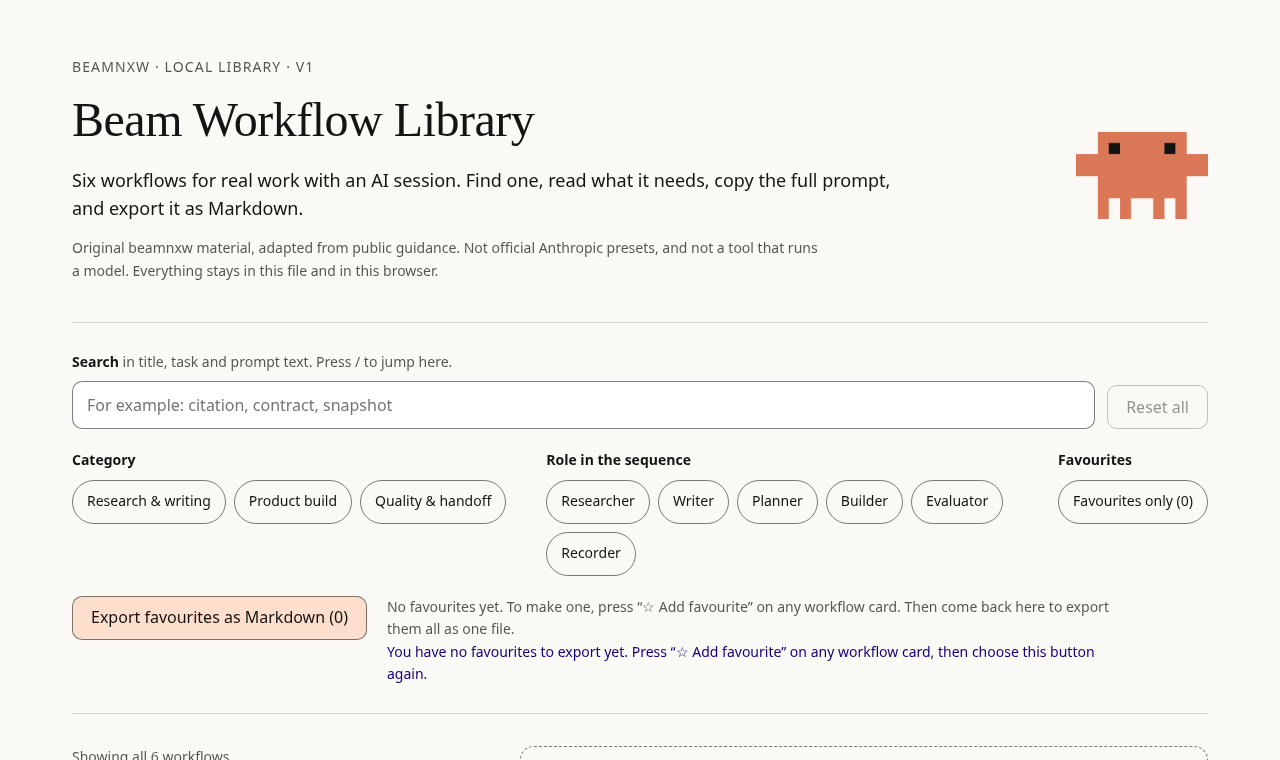 BEAMNXW · LOCAL LIBRARY · V1
Beam Workflow Library
Six workflows for real work with an AI session. Find one, read what it needs, copy the full prompt,
and export it as Markdown.
Original beamnxw material, adapted from public guidance. Not official Anthropic presets, and not a tool that runs
a model. Everything stays in this file and in this browser.
Search in title, task and prompt text. Press / to jump here.
For example: citation, contract, snapshot
Reset all
Category
Research & writing
Product build
Quality & handoff
Role in the sequence
Researcher
Writer
Planner
Builder
Evaluator
Recorder
Favourites
Favourites only (0)
Export favourites as Markdown (0)
No favourites yet. To make one, press “☆ Add favourite” on any workflow card. Then come back here to export
them all as one file.
You have no favourites to export yet. Press “☆ Add favourite” on any workflow card, then choose this button
again.
Showing all 6 workflows